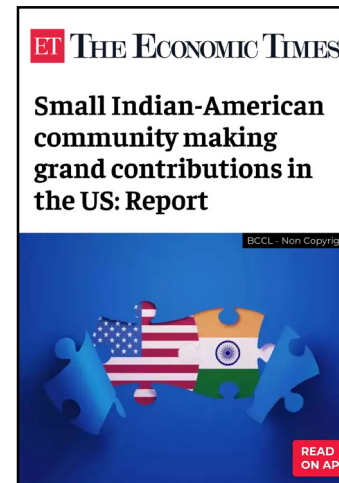 ET THE ECONOMIC TIMES
Small Indian-American
community making
grand contributions in
the US: Report
BCCL - Non Copyrig
READ
ON AP